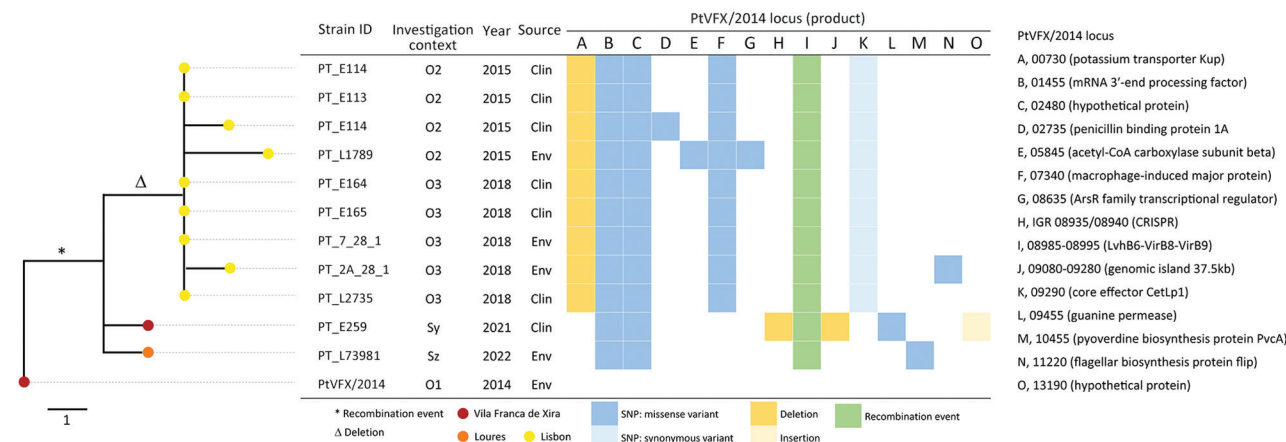 PtVFX/2014 locus (product)
Strain ID Investigation context Year Source A B C D E F G H I J K L M N O
PT_E114 O2 2015 Clin
PT_E113 O2 2015 Clin
PT_E114 O2 2015 Clin
PT_L1789 O2 2015 Env
PT_E164 O3 2018 Clin
PT_E165 O3 2018 Clin
PT_7_28_1 O3 2018 Env
PT_2A_28_1 O3 2018 Env
PT_L2735 O3 2018 Clin
PT_E259 Sy 2021 Clin
PT_L73981 Sz 2022 Env
PtVFX/2014 O1 2014 Env
Δ
*
1
* Recombination event
Δ Deletion
Vila Franca de Xira
Loures Lisbon
SNP: missense variant
SNP: synonymous variant
Deletion
Insertion
Recombination event
PtVFX/2014 locus
A, 00730 (potassium transporter Kup)
B, 01455 (mRNA 3’-end processing factor)
C, 02480 (hypothetical protein)
D, 02735 (penicillin binding protein 1A
E, 05845 (acetyl-CoA carboxylase subunit beta)
F, 07340 (macrophage-induced major protein)
G, 08635 (ArsR family transcriptional regulator)
H, IGR 08935/08940 (CRISPR)
I, 08985-08995 (LvhB6-VirB8-VirB9)
J, 09080-09280 (genomic island 37.5kb)
K, 09290 (core effector CetLp1)
L, 09455 (guanine permease)
M, 10455 (pyoverdine biosynthesis protein PvcA)
N, 11220 (flagellar biosynthesis protein flip)
O, 13190 (hypothetical protein)